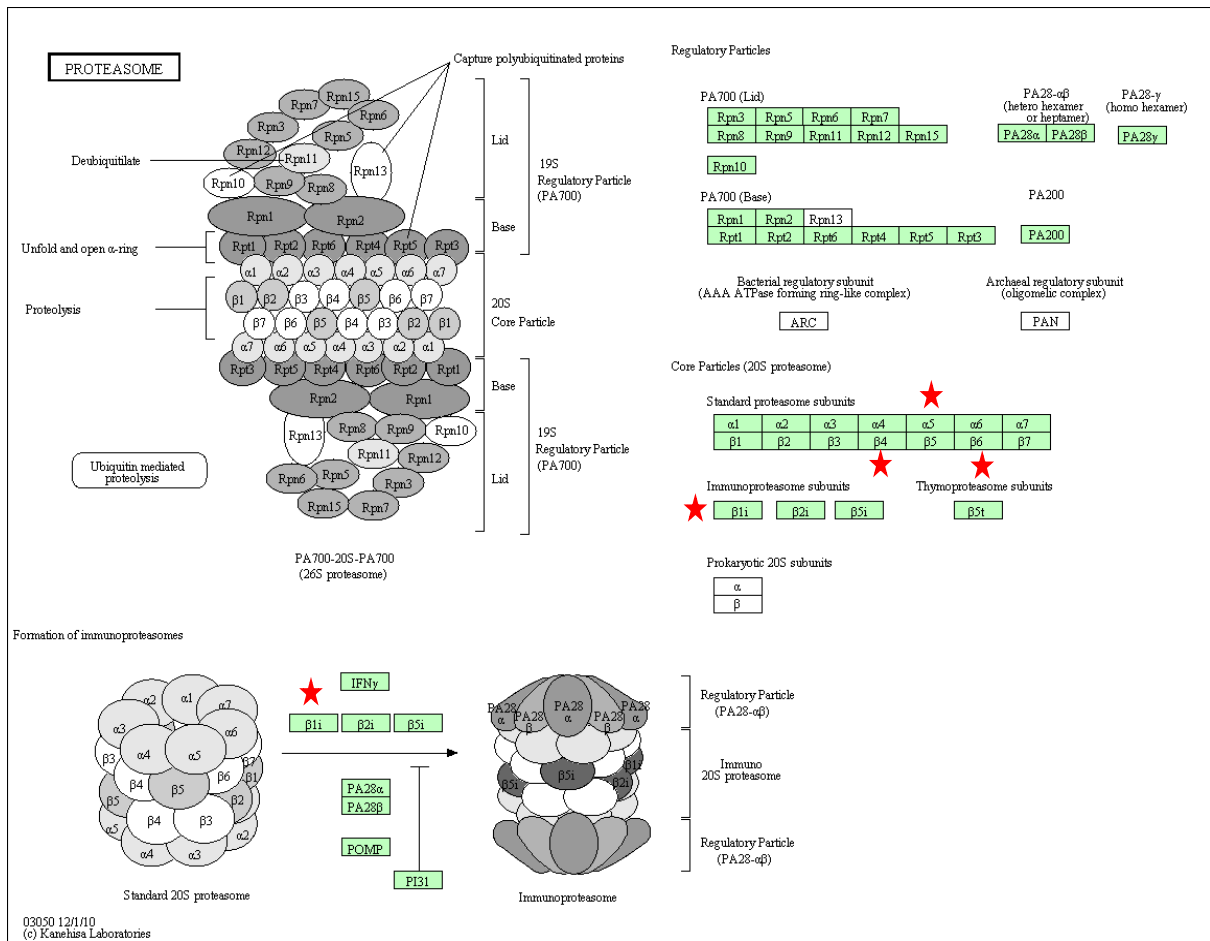 PROTEASOME
Capture polyubiquitinated proteins
Rpn15
Rpn7
Rpn6
Rpn3
Rpn5
Rpn12
Rpn11
Rpn13
Rpn10
Rpn9
Rpn8
Deubiquitilate
Lid
19S
Regulatory Particle
(PA700)
Rpn1
Rpn2
Base
Unfold and open α-ring
Rpt1
Rpt2
Rpt6
Rpt4
Rpt5
Rpt3
α1
α2
α3
α4
α5
α6
α7
Proteolysis
β1
β2
β3
β4
β5
β6
β7
20S
Core Particle
β7
β6
β5
β4
β3
β2
β1
α7
α6
α5
α4
α3
α2
α1
Rpt3
Rpt5
Rpt4
Rpt6
Rpt2
Rpt1
Base
Rpn2
Rpn1
Rpn13
Rpn8
Rpn9
Rpn10
Rpn11
Rpn12
19S
Regulatory Particle
(PA700)
Rpn6
Rpn5
Rpn3
Lid
Rpn15
Rpn7
Ubiquitin mediated
proteolysis
PA700-20S-PA700
(26S proteasome)
Regulatory Particles
PA700 (Lid)
Rpn3 Rpn5 Rpn6 Rpn7
Rpn8 Rpn9 Rpn11 Rpn12 Rpn15
Rpn10
PA28-αβ
(hetero hexamer
or heptamer)
PA28α PA28β
PA28-γ
(homo hexamer)
PA28γ
PA700 (Base)
Rpn1 Rpn2 Rpn13
Rpt1 Rpt2 Rpt6 Rpt4 Rpt5 Rpt3
PA200
PA200
Bacterial regulatory subunit
(AAA ATPase forming ring-like complex)
ARC
Archaeal regulatory subunit
(oligomelic complex)
PAN
Core Particles (20S proteasome)
Standard proteasome subunits
α1 α2 α3 α4 α5 α6 α7
β1 β2 β3 β4 β5 β6 β7
Immunoproteasome subunits
β1i β2i β5i
Thymoproteasome subunits
β5t
Prokaryotic 20S subunits
α
β
Formation of immunoproteasomes
α2
α1
α7
α3
α6
α4
α5
β3
β7
β4
β6
β1
β5
β5
β2
β4
β3
α5
α2
α4
α3
Standard 20S proteasome
IFNγ
β1i β2i β5i
PA28α
PA28β
POMP
PI31
PA28
α
PA28
β
PA28
α
PA28
β
PA28
α
β1i
β5i
β5i
β2i
Immunoproteasome
Regulatory Particle
(PA28-αβ)
Immuno
20S proteasome
Regulatory Particle
(PA28-αβ)
03050 12/1/10
(c) Kanehisa Laboratories